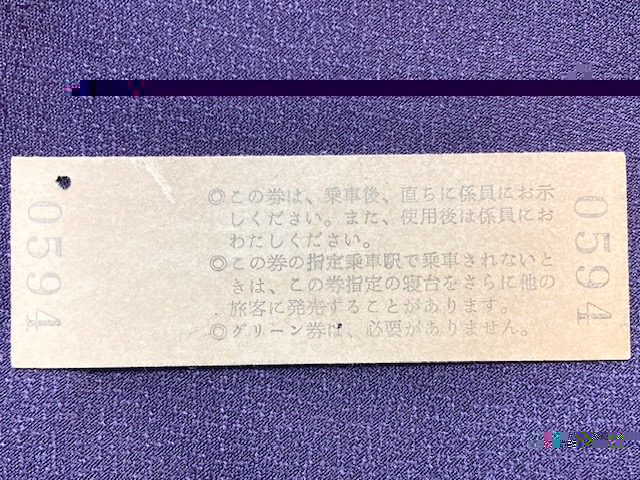 0594
◎この券は、乗車後、直ちに係員にお示
しください。また、使用後は係員にお
わたしください。
◎この券の指定乗車駅で乗車されないと
きは、この券指定の寝台をさらに他の
旅客に発売することがあります。
◎グリーン券は、必要がありません。
0594